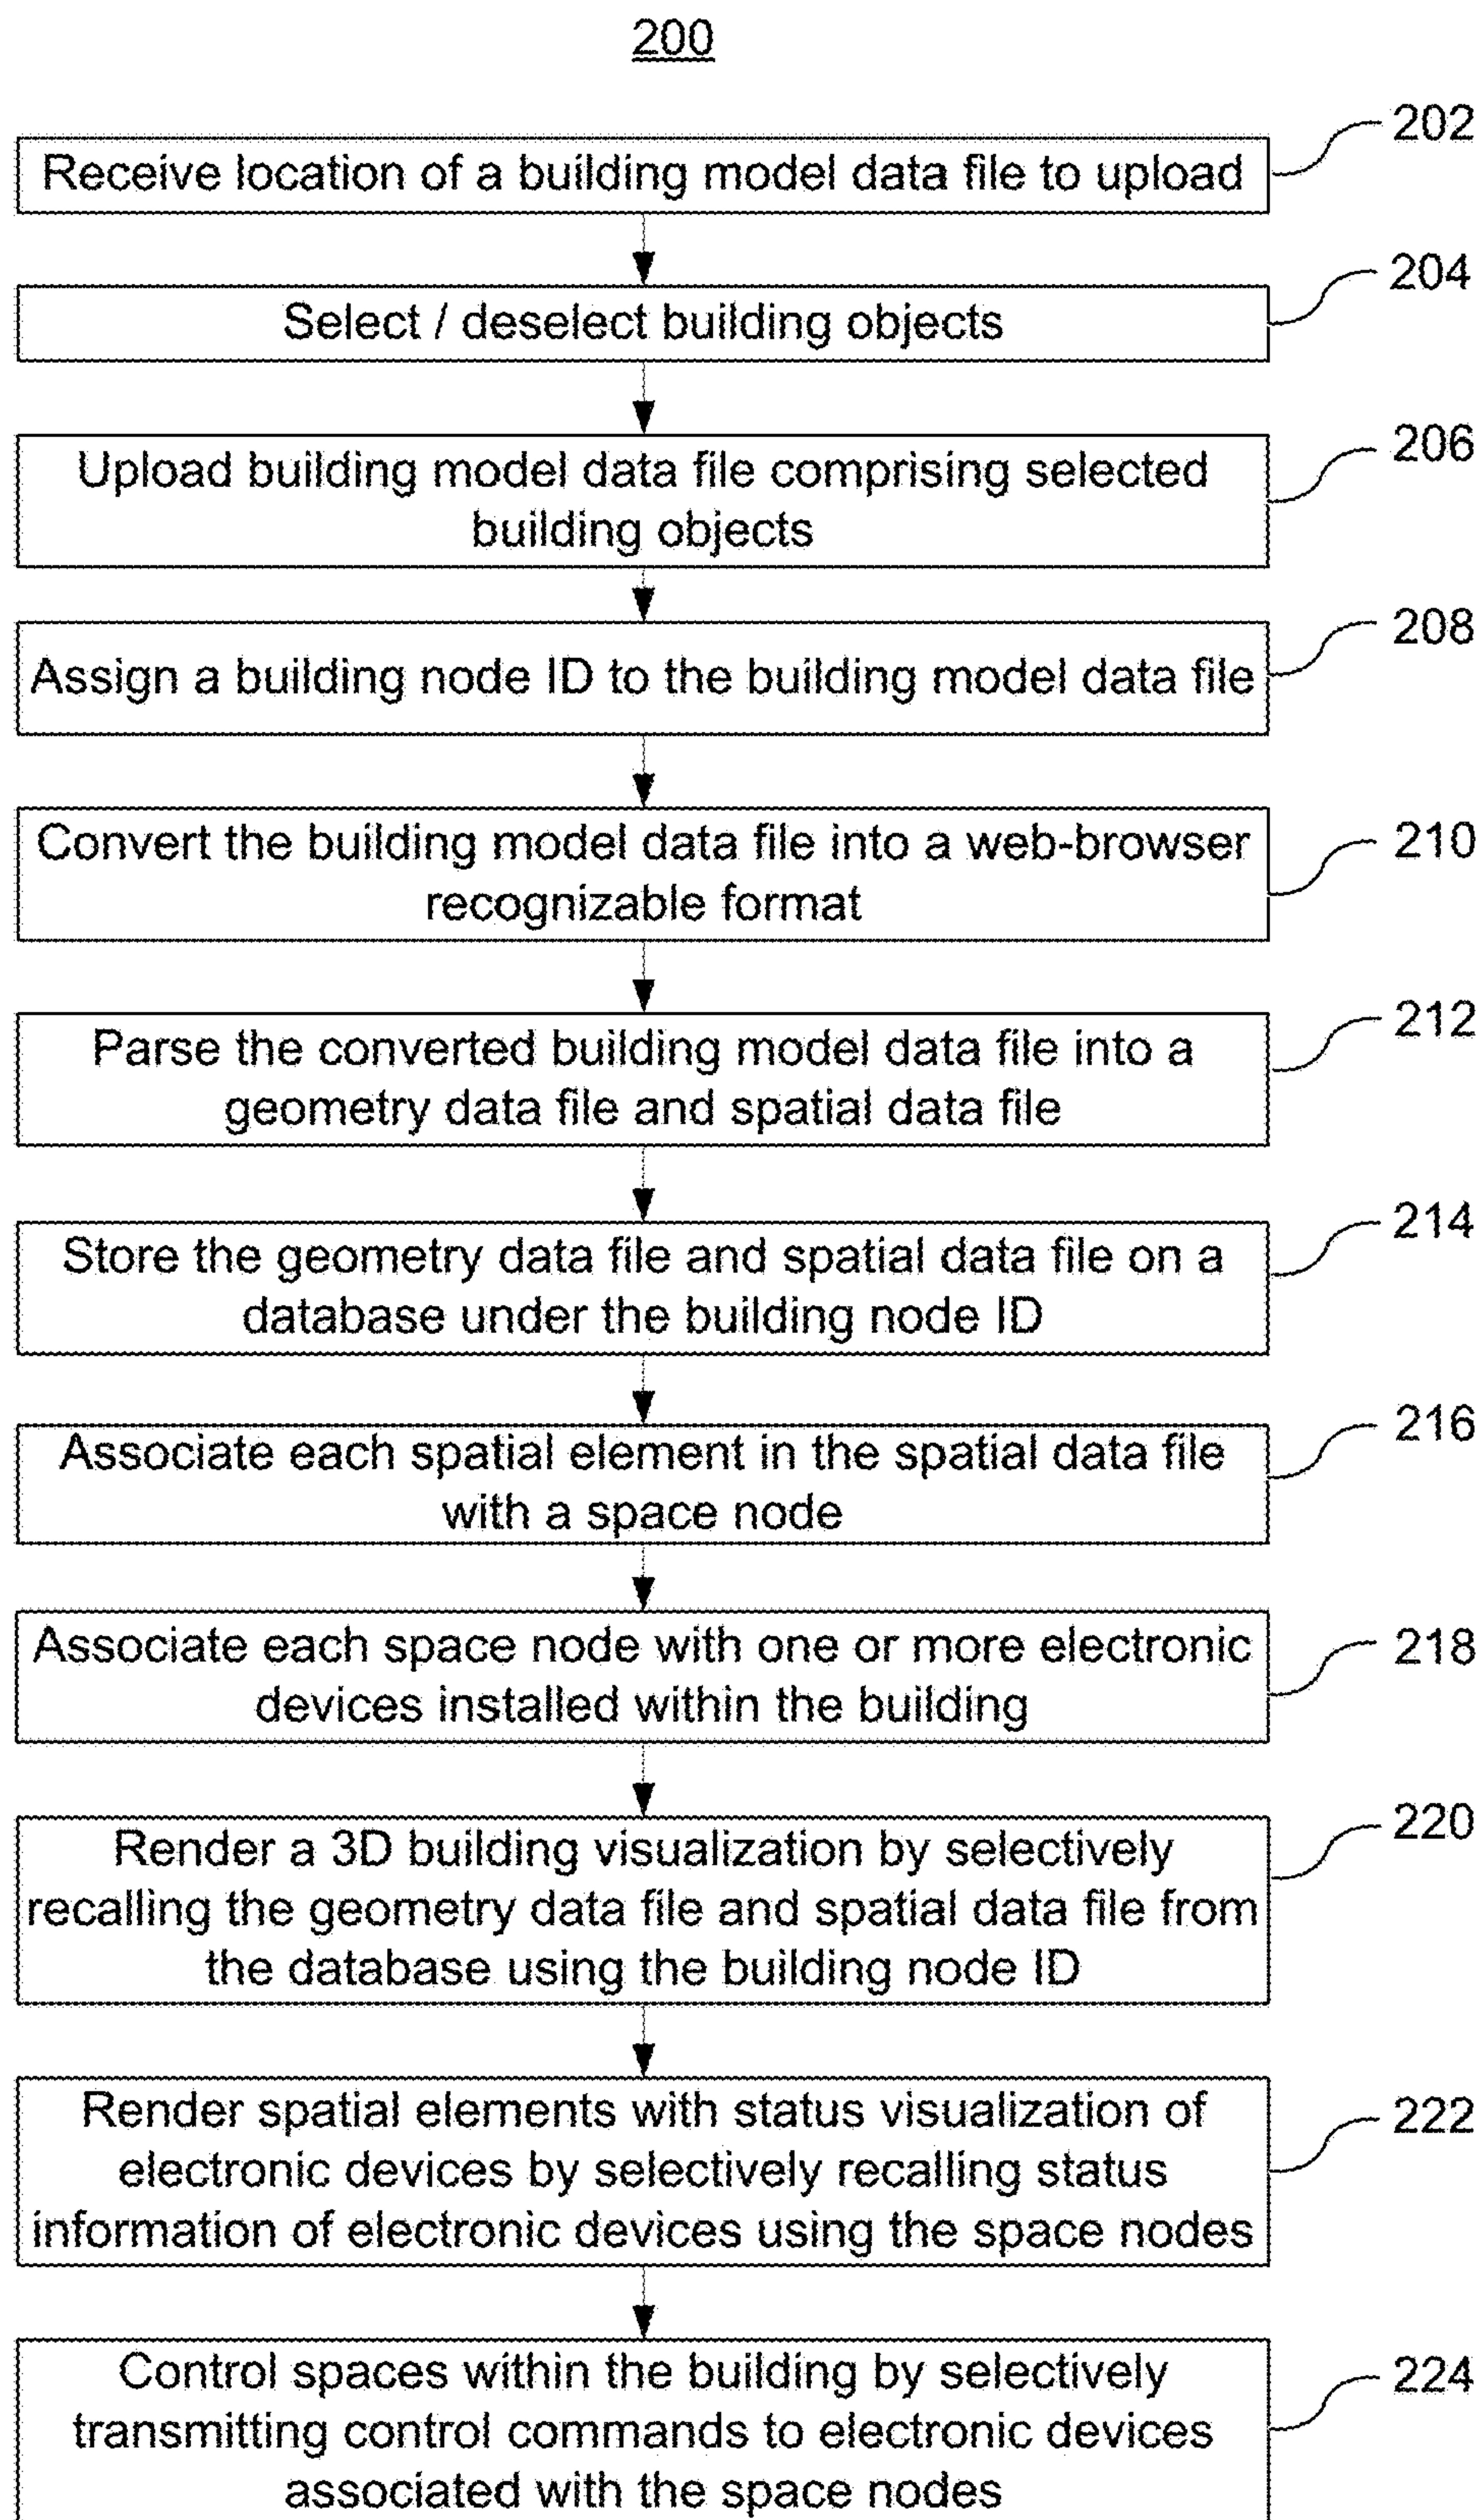 200
202
Receive location of a building model data file to upload
204
Select / deselect building objects
206
Upload building model data file comprising selected
building objects
208
Assign a building node ID to the building model data file
210
Convert the building model data file into a web-browser
recognizable format
212
Parse the converted building model data file into a
geometry data file and spatial data file
214
Store the geometry data file and spatial data file on a
database under the building node ID
216
Associate each spatial element in the spatial data file
with a space node
218
Associate each space node with one or more electronic
devices installed within the building
220
Render a 3D building visualization by selectively
recalling the geometry data file and spatial data file from
the database using the building node ID
222
Render spatial elements with status visualization of
electronic devices by selectively recalling status
information of electronic devices using the space nodes
224
Control spaces within the building by selectively
transmitting control commands to electronic devices
associated with the space nodes